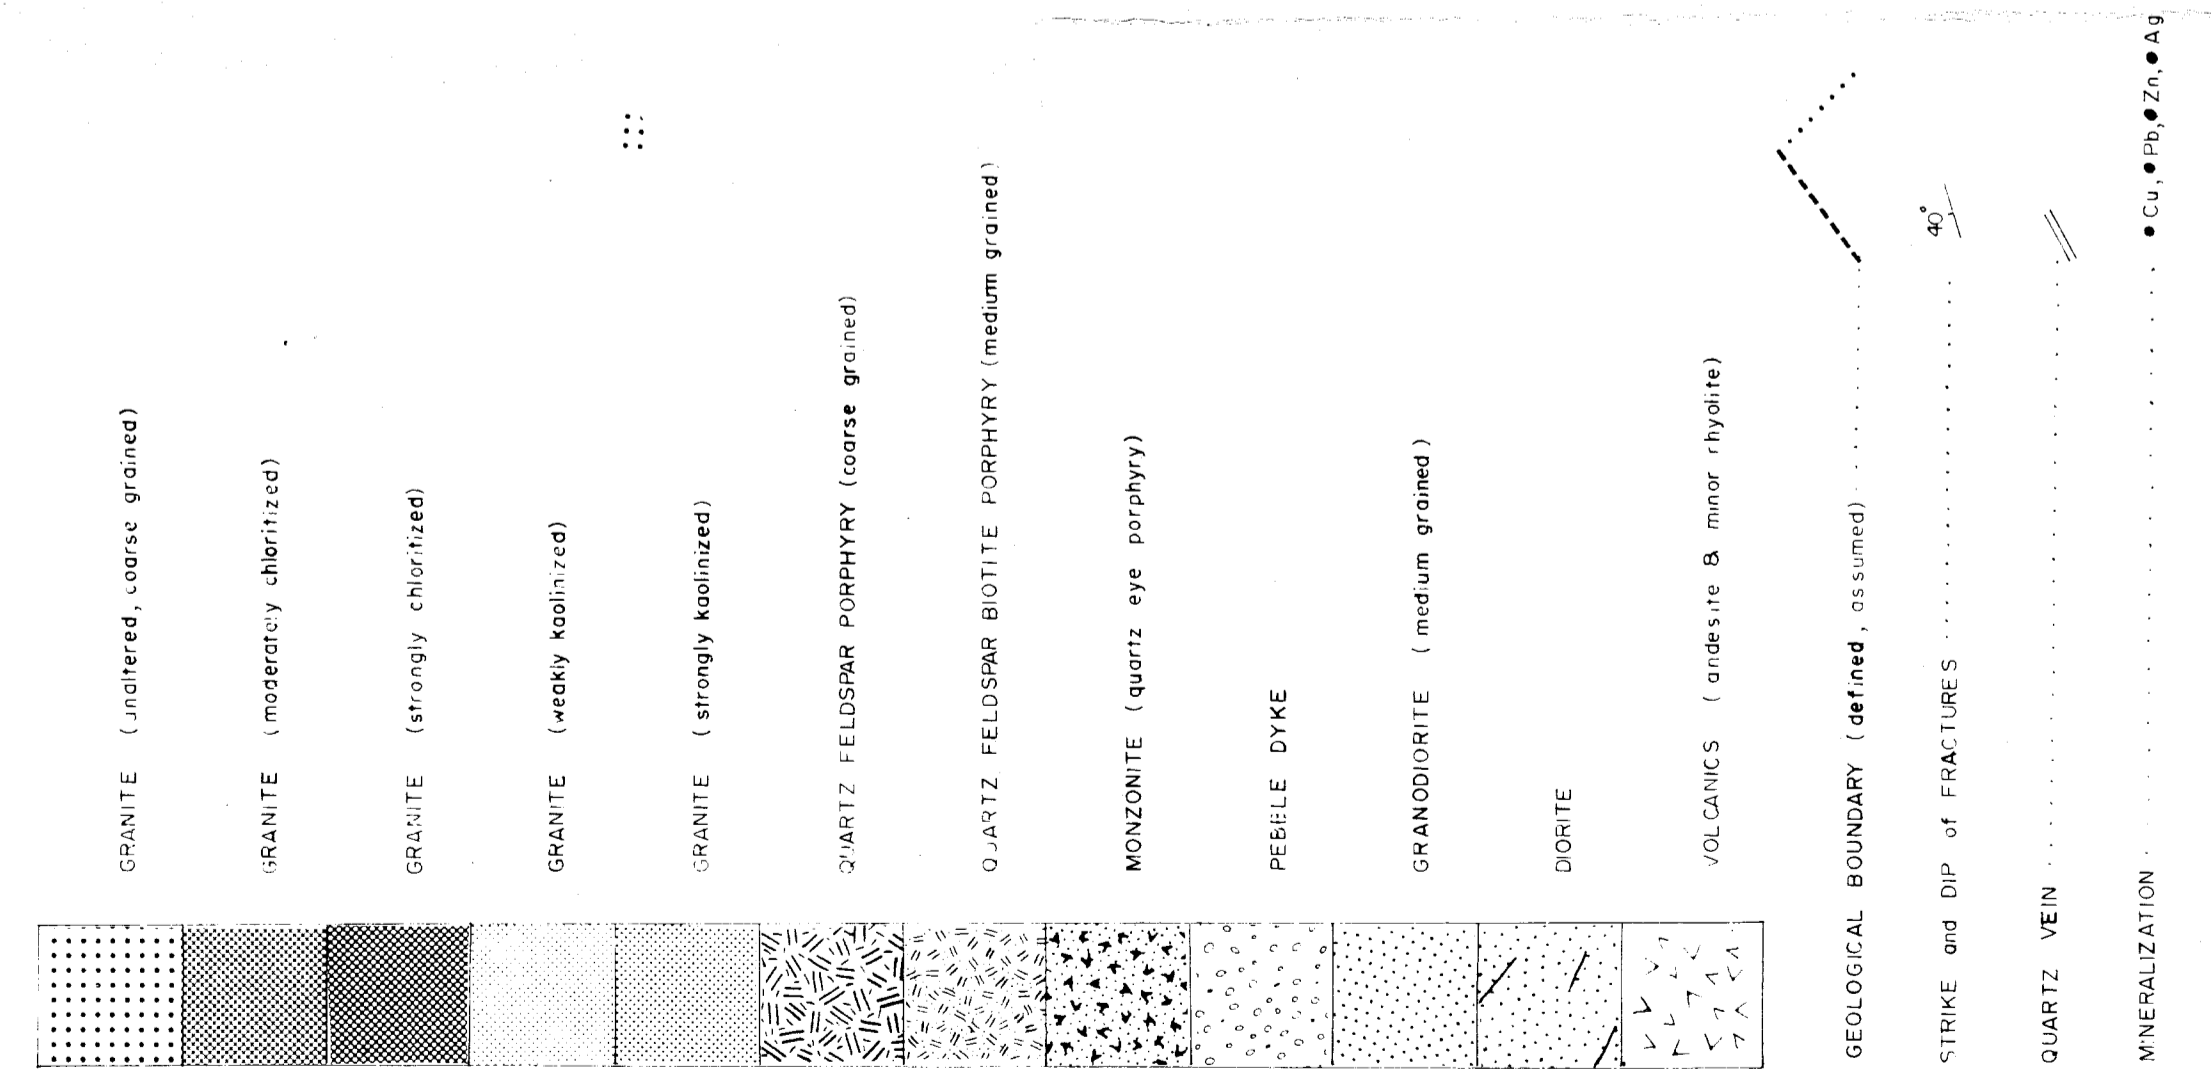 GRANITE (unaltered, coarse grained)
GRANITE (moderately chloritized)
GRANITE (strongly chloritized)
GRANITE (weakly kaolinized)
GRANITE (strongly kaolinized)
QUARTZ FELDSPAR PORPHYRY (coarse grained)
QUARTZ FELDSPAR BIOTITE PORPHYRY (medium grained)
MONZONITE (quartz eye porphyry)
PEBBLE DYKE
GRANODIORITE (medium grained)
DIORITE
VOLCANICS (andesite & minor rhyolite)
GEOLOGICAL BOUNDARY (defined, assumed)
STRIKE and DIP of FRACTURES 40°
QUARTZ VEIN
MINERALIZATION ● Cu, ● Pb, ● Zn, ● Ag